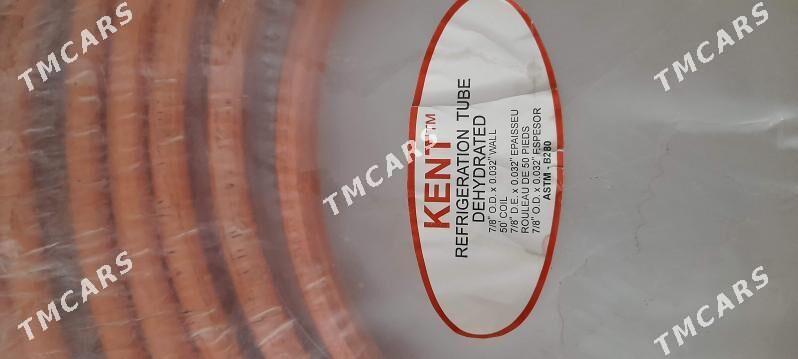 KENT™
REFRIGERATION TUBE
DEHYDRATED
7/8" O.D. x 0.032" WALL
50' COIL
7/8" D.E. x 0.032" EPAISSEU
ROULEAU DE 50 PIEDS
7/8" O.D. x 0.032" ESPESOR
ASTM - B280
TMCARS
TMCARS
TMCARS
TMCARS
TMCARS